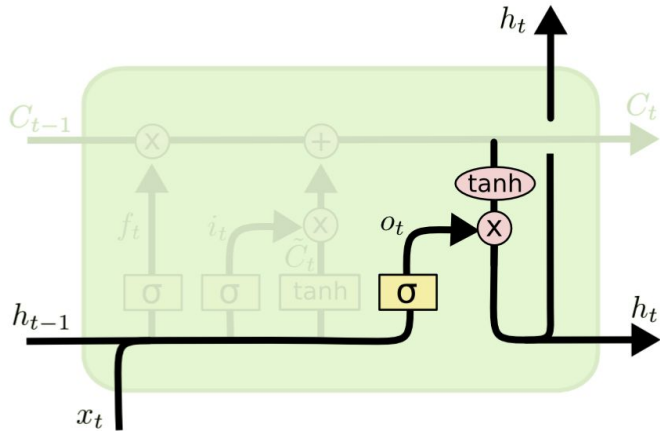 h_t
C_{t-1}
x
+
C_t
tanh
f_t
i_t
x
o_t
x
C̃_t
σ
σ
tanh
σ
h_{t-1}
h_t
x_t